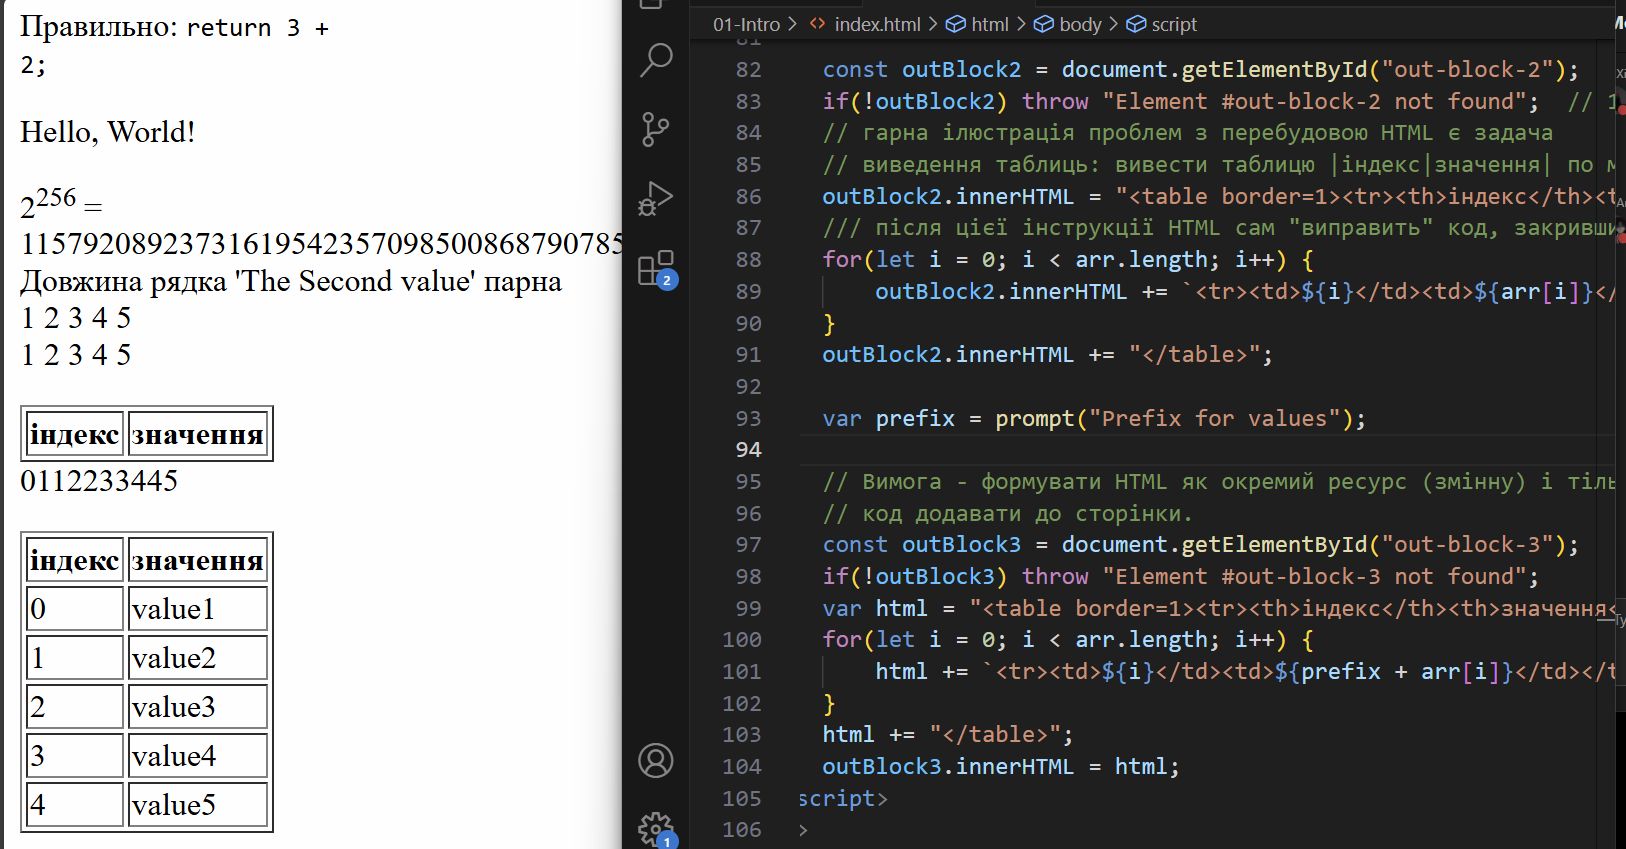 Правильно: return 3 +
2;
Hello, World!
2^256 =
11579208923731619542357098500868790785
Довжина рядка 'The Second value' парна
1 2 3 4 5
1 2 3 4 5
індекс значення
0112233445
індекс значення
0 value1
1 value2
2 value3
3 value4
4 value5
01-Intro > <> index.html > html > body > script
81
82 const outBlock2 = document.getElementById("out-block-2");
83 if(!outBlock2) throw "Element #out-block-2 not found";  // 1
84 // гарна ілюстрація проблем з перебудовою HTML є задача
85 // виведення таблиць: вивести таблицю |індекс|значення| по м
86 outBlock2.innerHTML = "<table border=1><tr><th>індекс</th><t
87 /// після цієї інструкції HTML сам "виправить" код, закривши
88 for(let i = 0; i < arr.length; i++) {
89 outBlock2.innerHTML += `<tr><td>${i}</td><td>${arr[i]}</
90 }
91 outBlock2.innerHTML += "</table>";
92
93 var prefix = prompt("Prefix for values");
94
95 // Вимога - формувати HTML як окремий ресурс (змінну) і тіль
96 // код додавати до сторінки.
97 const outBlock3 = document.getElementById("out-block-3");
98 if(!outBlock3) throw "Element #out-block-3 not found";
99 var html = "<table border=1><tr><th>індекс</th><th>значення<
100 for(let i = 0; i < arr.length; i++) {
101 html += `<tr><td>${i}</td><td>${prefix + arr[i]}</td></t
102 }
103 html += "</table>";
104 outBlock3.innerHTML = html;
105 script>
106 >
2
1